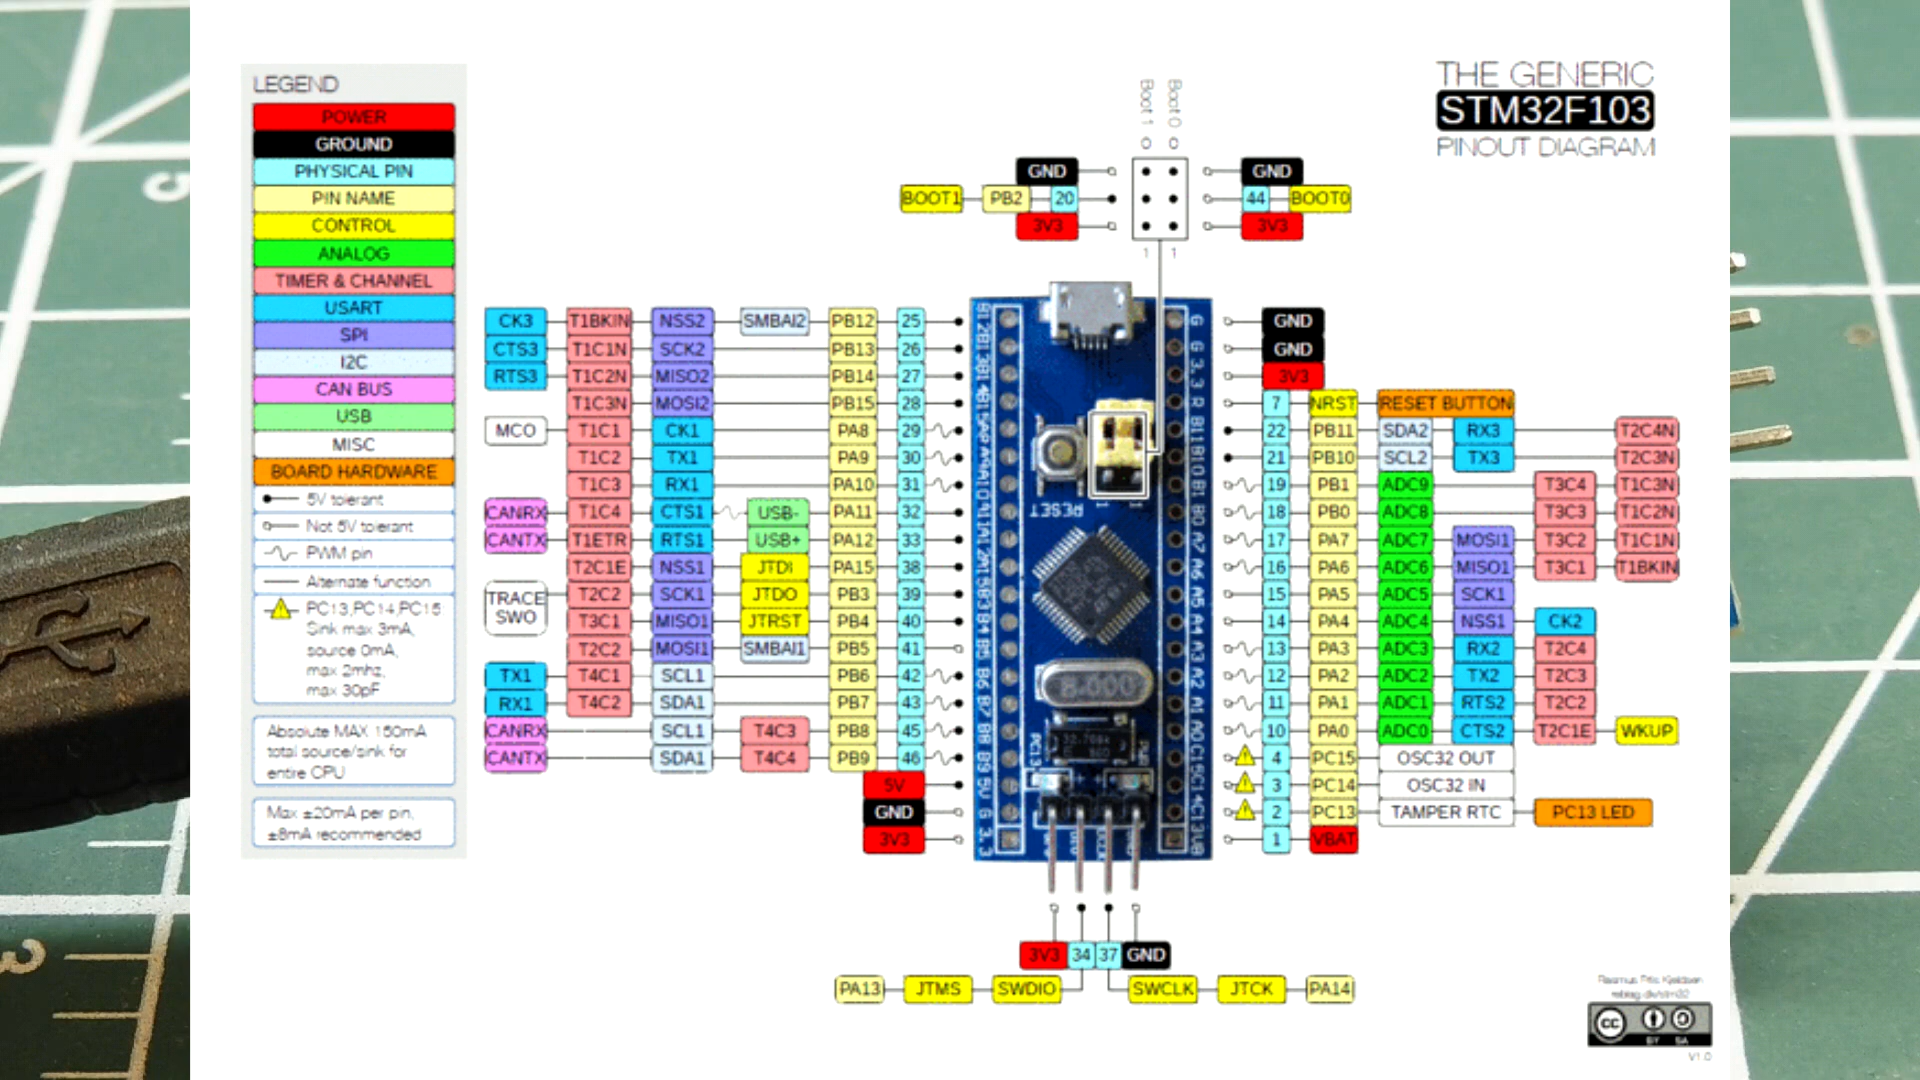 LEGEND
POWER
GROUND
PHYSICAL PIN
PIN NAME
CONTROL
ANALOG
TIMER & CHANNEL
USART
SPI
I2C
CAN BUS
USB
MISC
BOARD HARDWARE
5V tolerant
Not 5V tolerant
PWM pin
Alternate function
PC13,PC14,PC15
Sink max 3mA,
source 0mA,
max 2mhz,
max 30pF
Absolute MAX 150mA
total source/sink for
entire CPU
Max ±20mA per pin,
±8mA recommended
THE GENERIC
STM32F103
PINOUT DIAGRAM
Boot 1 Boot 0
GND GND
BOOT1 PB2 20 44 BOOT0
3V3 3V3
1 1
CK3 T1BKIN NSS2 SMBAI2 PB12 25
CTS3 T1C1N SCK2 PB13 26
RTS3 T1C2N MISO2 PB14 27
T1C3N MOSI2 PB15 28
MCO T1C1 CK1 PA8 29
T1C2 TX1 PA9 30
T1C3 RX1 PA10 31
CANRX T1C4 CTS1 USB- PA11 32
CANTX T1ETR RTS1 USB+ PA12 33
T2C1E NSS1 JTDI PA15 38
TRACE SWO T2C2 SCK1 JTDO PB3 39
T3C1 MISO1 JTRST PB4 40
T2C2 MOSI1 SMBAI1 PB5 41
TX1 T4C1 SCL1 PB6 42
RX1 T4C2 SDA1 PB7 43
CANRX SCL1 T4C3 PB8 45
CANTX SDA1 T4C4 PB9 46
5V
GND
3V3
RESET
8.000
GND
GND
3V3
7 NRST RESET BUTTON
22 PB11 SDA2 RX3 T2C4N
21 PB10 SCL2 TX3 T2C3N
19 PB1 ADC9 T3C4 T1C3N
18 PB0 ADC8 T3C3 T1C2N
17 PA7 ADC7 MOSI1 T3C2 T1C1N
16 PA6 ADC6 MISO1 T3C1 T1BKIN
15 PA5 ADC5 SCK1
14 PA4 ADC4 NSS1 CK2
13 PA3 ADC3 RX2 T2C4
12 PA2 ADC2 TX2 T2C3
11 PA1 ADC1 RTS2 T2C2
10 PA0 ADC0 CTS2 T2C1E WKUP
4 PC15 OSC32 OUT
3 PC14 OSC32 IN
2 PC13 TAMPER RTC PC13 LED
1 VBAT
3V3 34 37 GND
PA13 JTMS SWDIO SWCLK JTCK PA14
cc
BY SA
V1.0
3